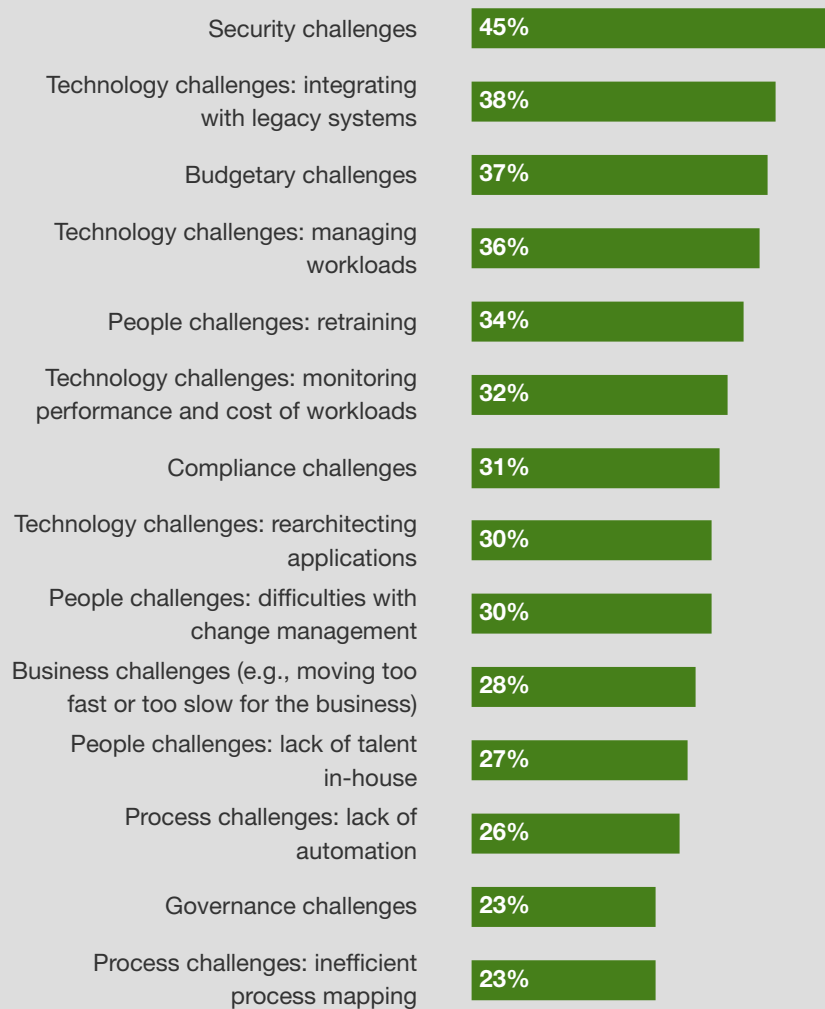 Security challenges 45%
Technology challenges: integrating
with legacy systems 38%
Budgetary challenges 37%
Technology challenges: managing
workloads 36%
People challenges: retraining 34%
Technology challenges: monitoring
performance and cost of workloads 32%
Compliance challenges 31%
Technology challenges: rearchitecting
applications 30%
People challenges: difficulties with
change management 30%
Business challenges (e.g., moving too
fast or too slow for the business) 28%
People challenges: lack of talent
in-house 27%
Process challenges: lack of
automation 26%
Governance challenges 23%
Process challenges: inefficient
process mapping 23%